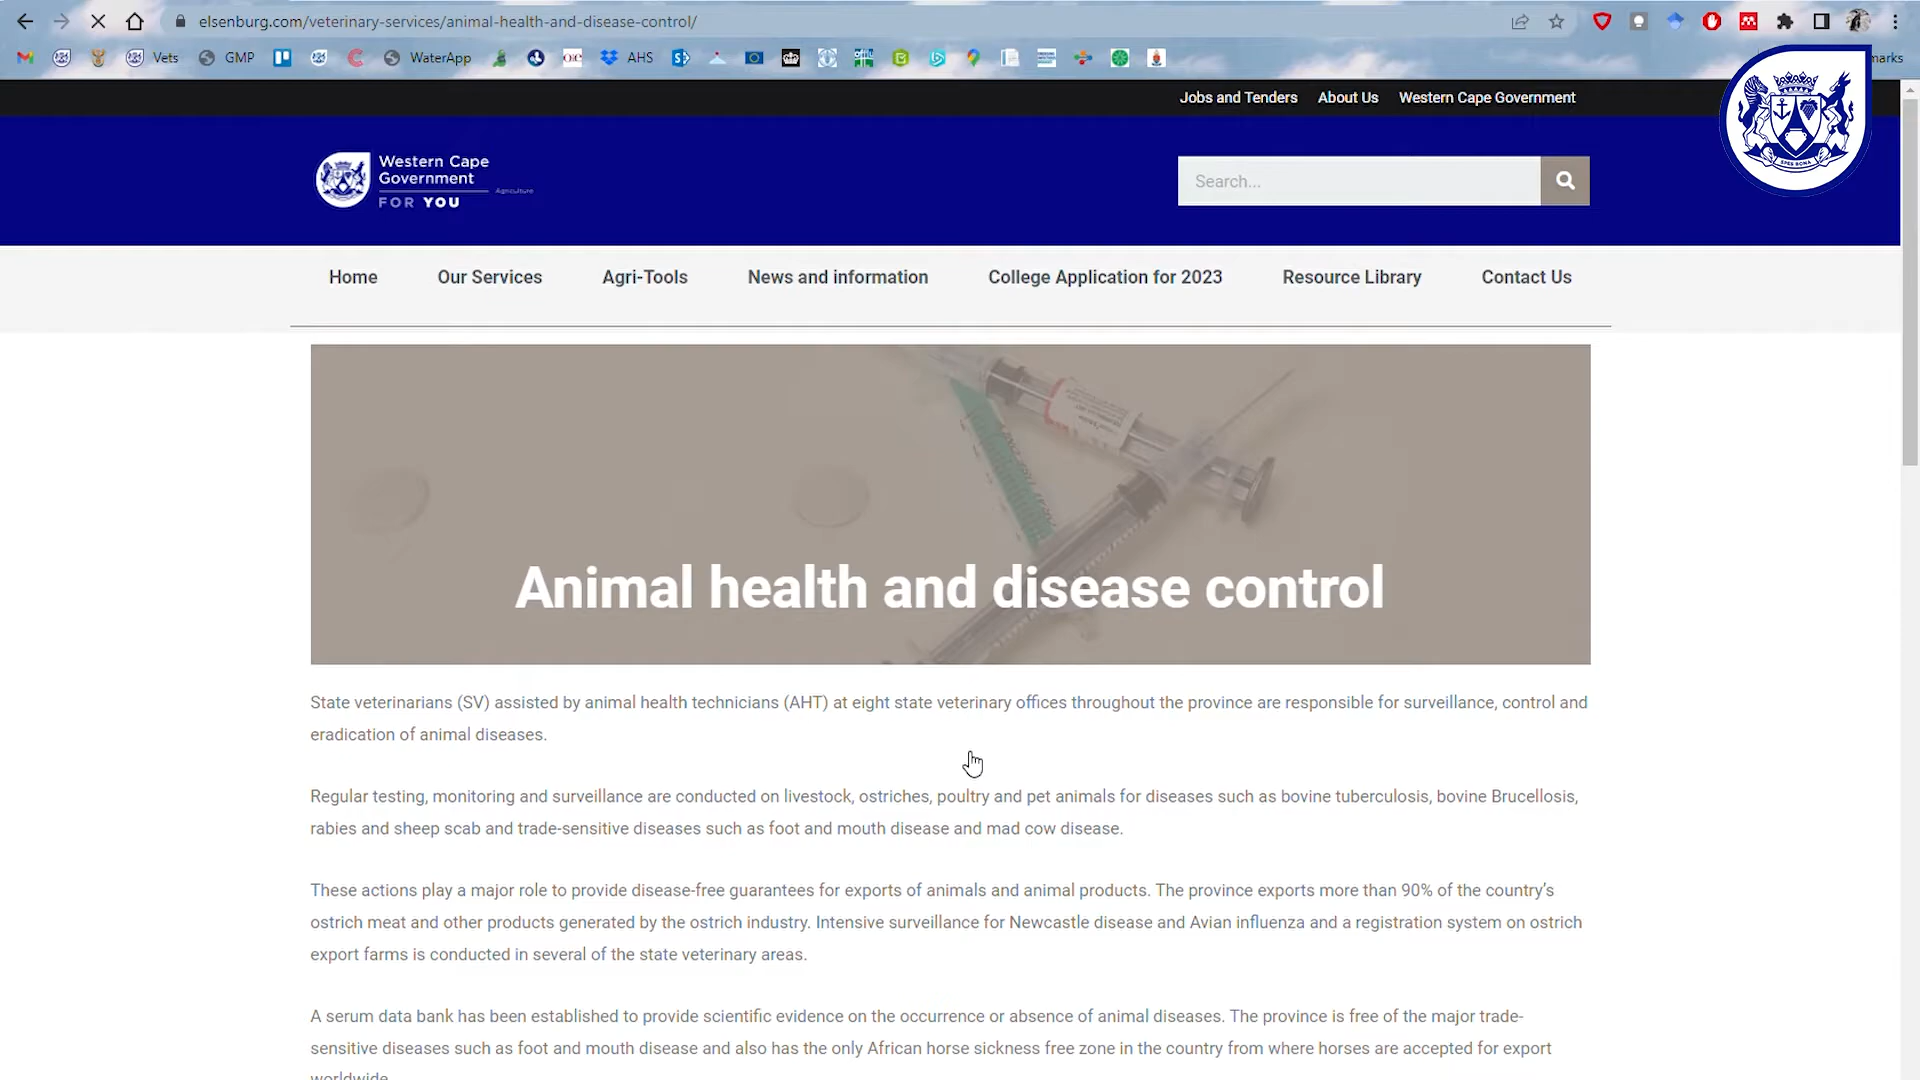 elsenburg.com/veterinary-services/animal-health-and-disease-control/
Vets
GMP
WaterApp
OIE
AHS
marks
Jobs and Tenders
About Us
Western Cape Government
Western Cape
Government
Agriculture
FOR YOU
Search...
SPES BONA
Home
Our Services
Agri-Tools
News and information
College Application for 2023
Resource Library
Contact Us
Animal health and disease control
State veterinarians (SV) assisted by animal health technicians (AHT) at eight state veterinary offices throughout the province are responsible for surveillance, control and
eradication of animal diseases.
Regular testing, monitoring and surveillance are conducted on livestock, ostriches, poultry and pet animals for diseases such as bovine tuberculosis, bovine Brucellosis,
rabies and sheep scab and trade-sensitive diseases such as foot and mouth disease and mad cow disease.
These actions play a major role to provide disease-free guarantees for exports of animals and animal products. The province exports more than 90% of the country’s
ostrich meat and other products generated by the ostrich industry. Intensive surveillance for Newcastle disease and Avian influenza and a registration system on ostrich
export farms is conducted in several of the state veterinary areas.
A serum data bank has been established to provide scientific evidence on the occurrence or absence of animal diseases. The province is free of the major trade-
sensitive diseases such as foot and mouth disease and also has the only African horse sickness free zone in the country from where horses are accepted for export
worldwide.